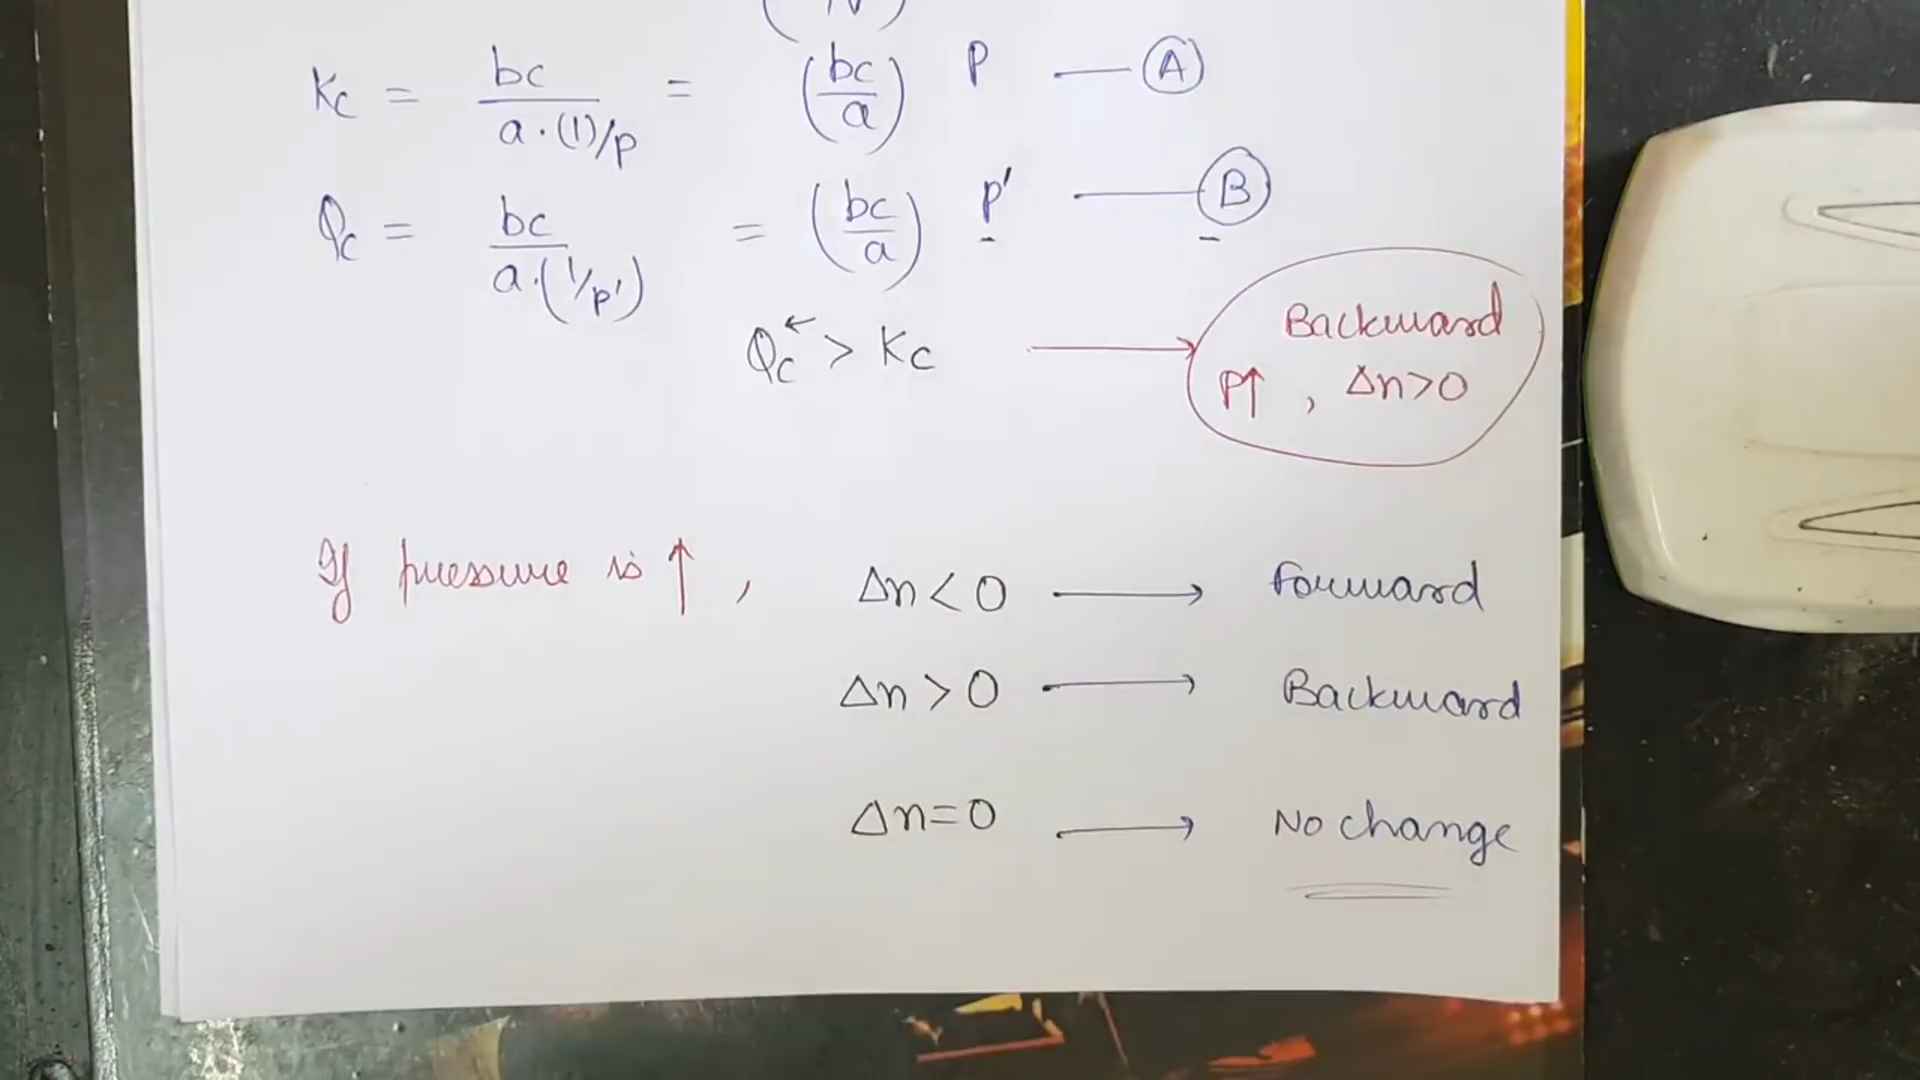 Kc = bc / a·(1)/p = (bc/a) P — (A)
Qc = bc / a·(1/p') = (bc/a) p' — (B)
Qc > Kc → Backward
P↑ , Δn>0
If pressure is ↑ , Δn < 0 → Forward
Δn > 0 → Backward
Δn = 0 → No change